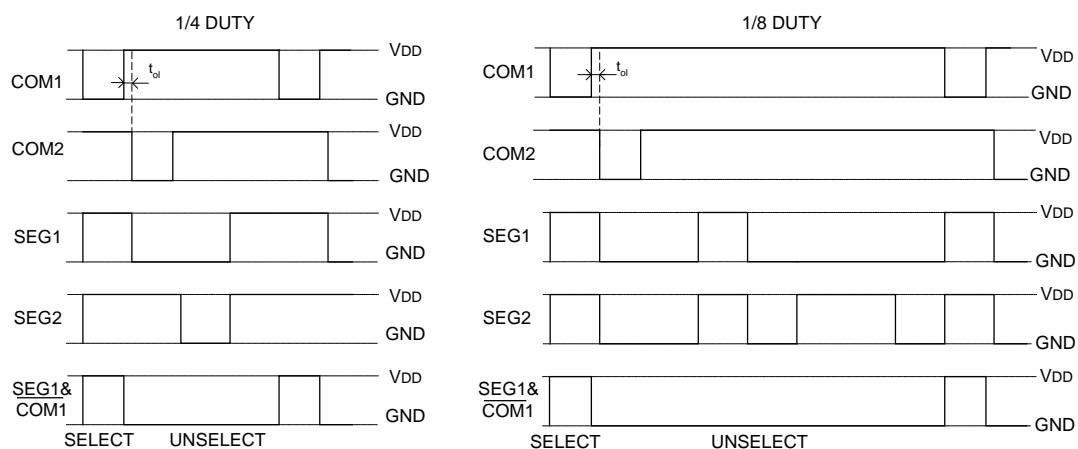 1/4 DUTY
COM1
t_ol
VDD
GND
COM2
VDD
GND
SEG1
VDD
GND
SEG2
VDD
GND
SEG1&
COM1
VDD
GND
SELECT UNSELECT
1/8 DUTY
COM1
t_ol
VDD
GND
COM2
VDD
GND
SEG1
VDD
GND
SEG2
VDD
GND
SEG1&
COM1
VDD
GND
SELECT UNSELECT